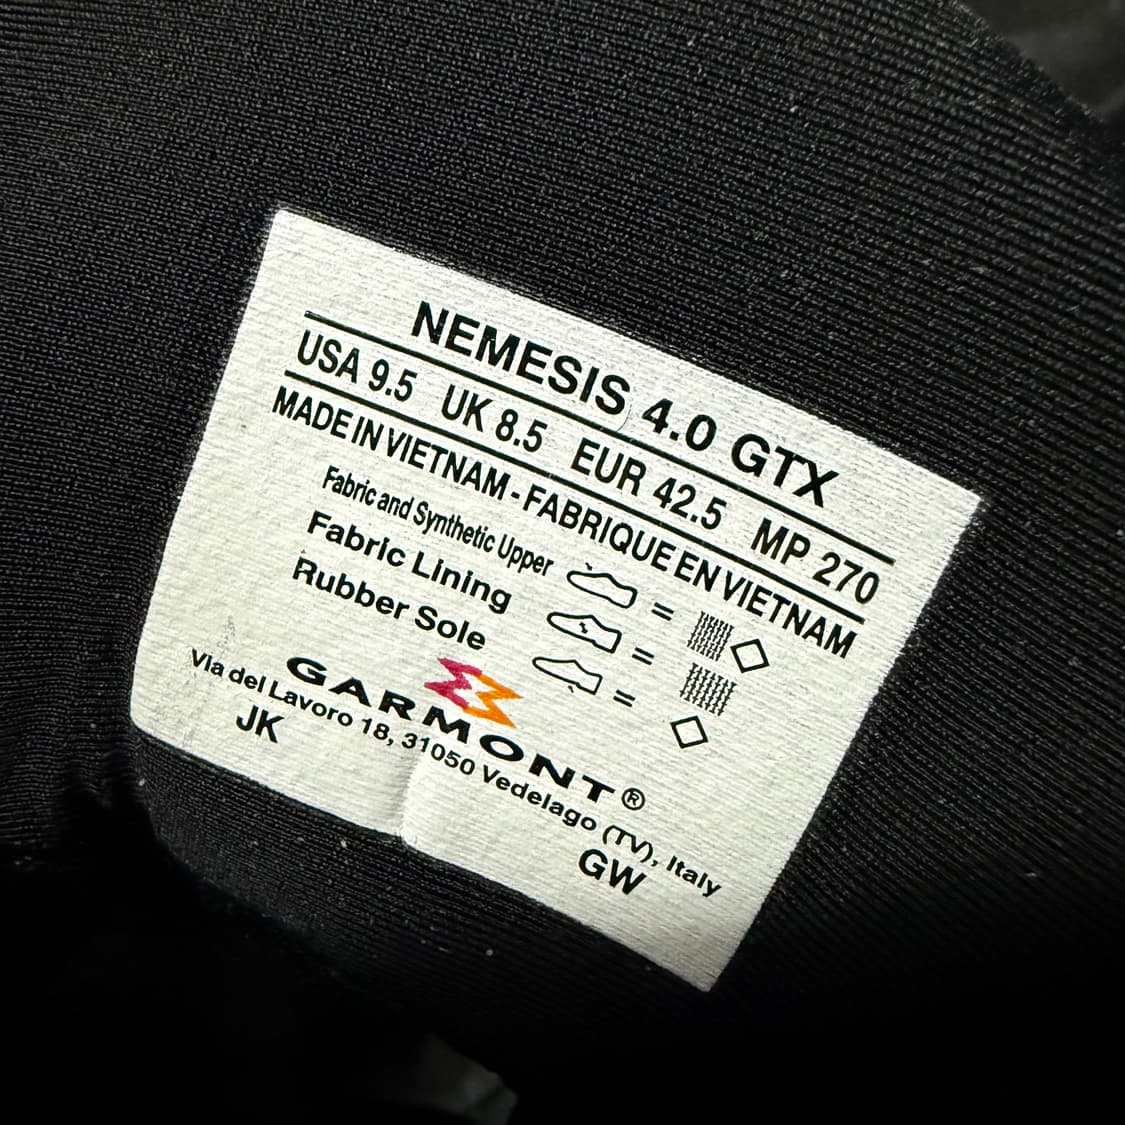 NEMESIS 4.0 GTX
USA 9.5 UK 8.5 EUR 42.5 MP 270
MADE IN VIETNAM - FABRIQUE EN VIETNAM
Fabric and Synthetic Upper =
Fabric Lining =
Rubber Sole =
GARMONT®
Via del Lavoro 18, 31050 Vedelago (TV), Italy
JK GW